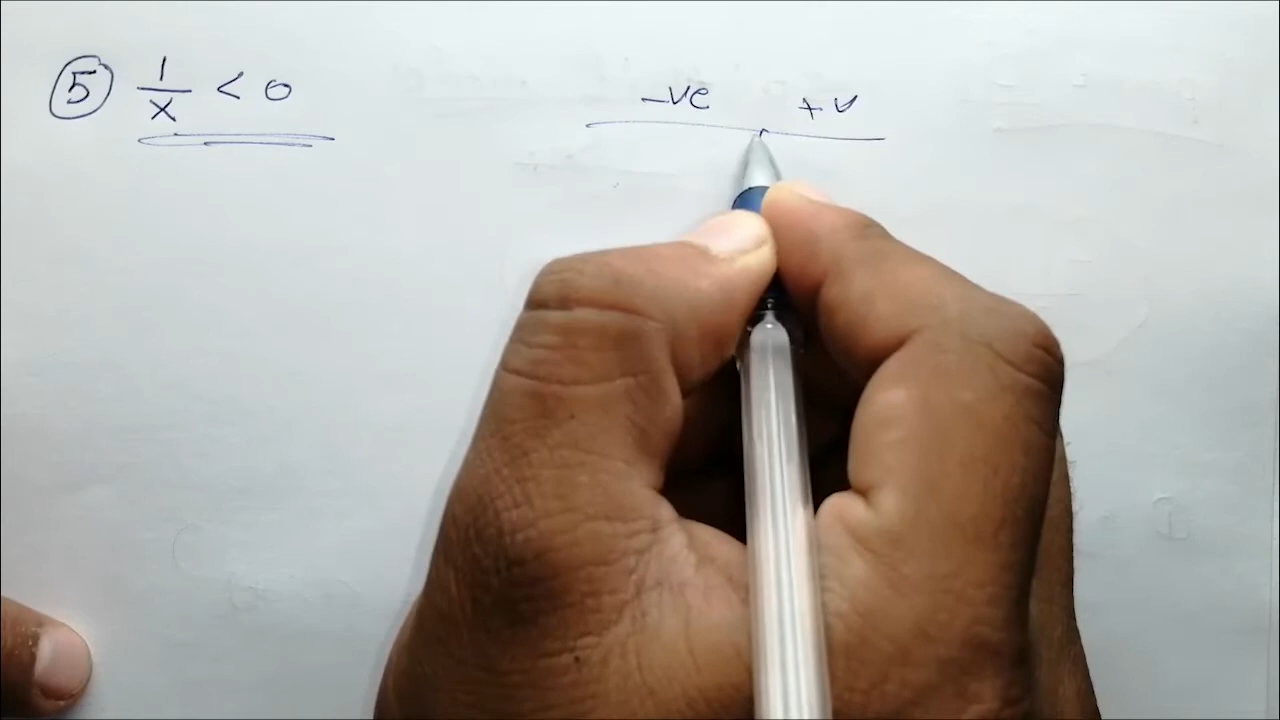 ⑤ 1/x < 0
-ve +v